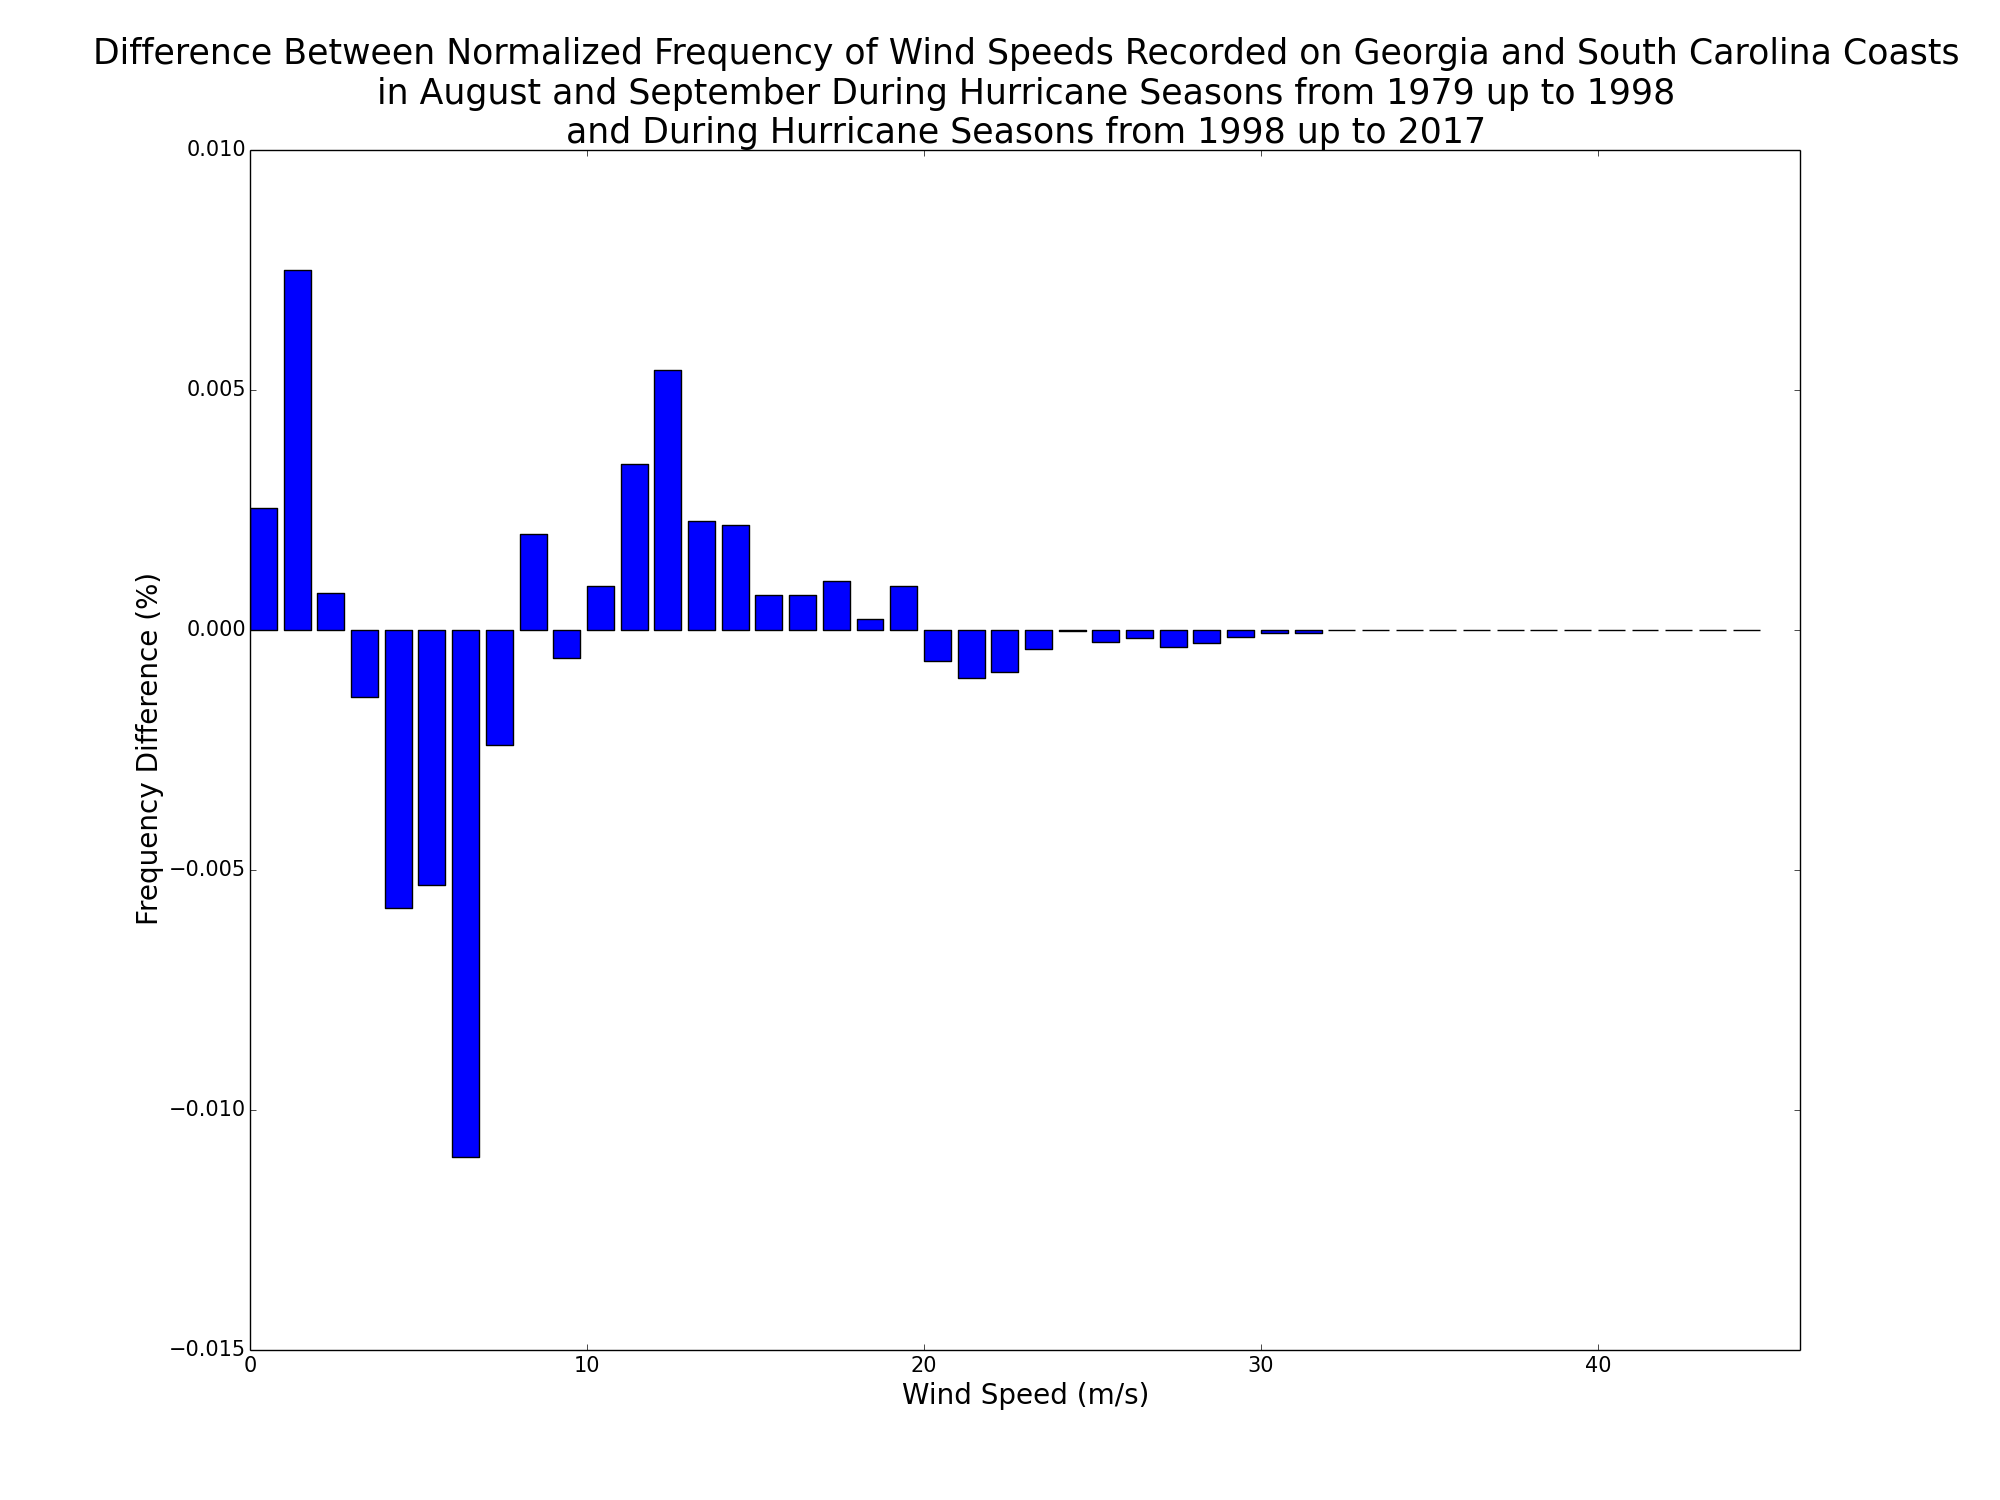 Difference Between Normalized Frequency of Wind Speeds Recorded on Georgia and South Carolina Coasts
in August and September During Hurricane Seasons from 1979 up to 1998
and During Hurricane Seasons from 1998 up to 2017
0.010
0.005
0.000
−0.005
−0.010
−0.015
Frequency Difference (%)
0 10 20 30 40
Wind Speed (m/s)